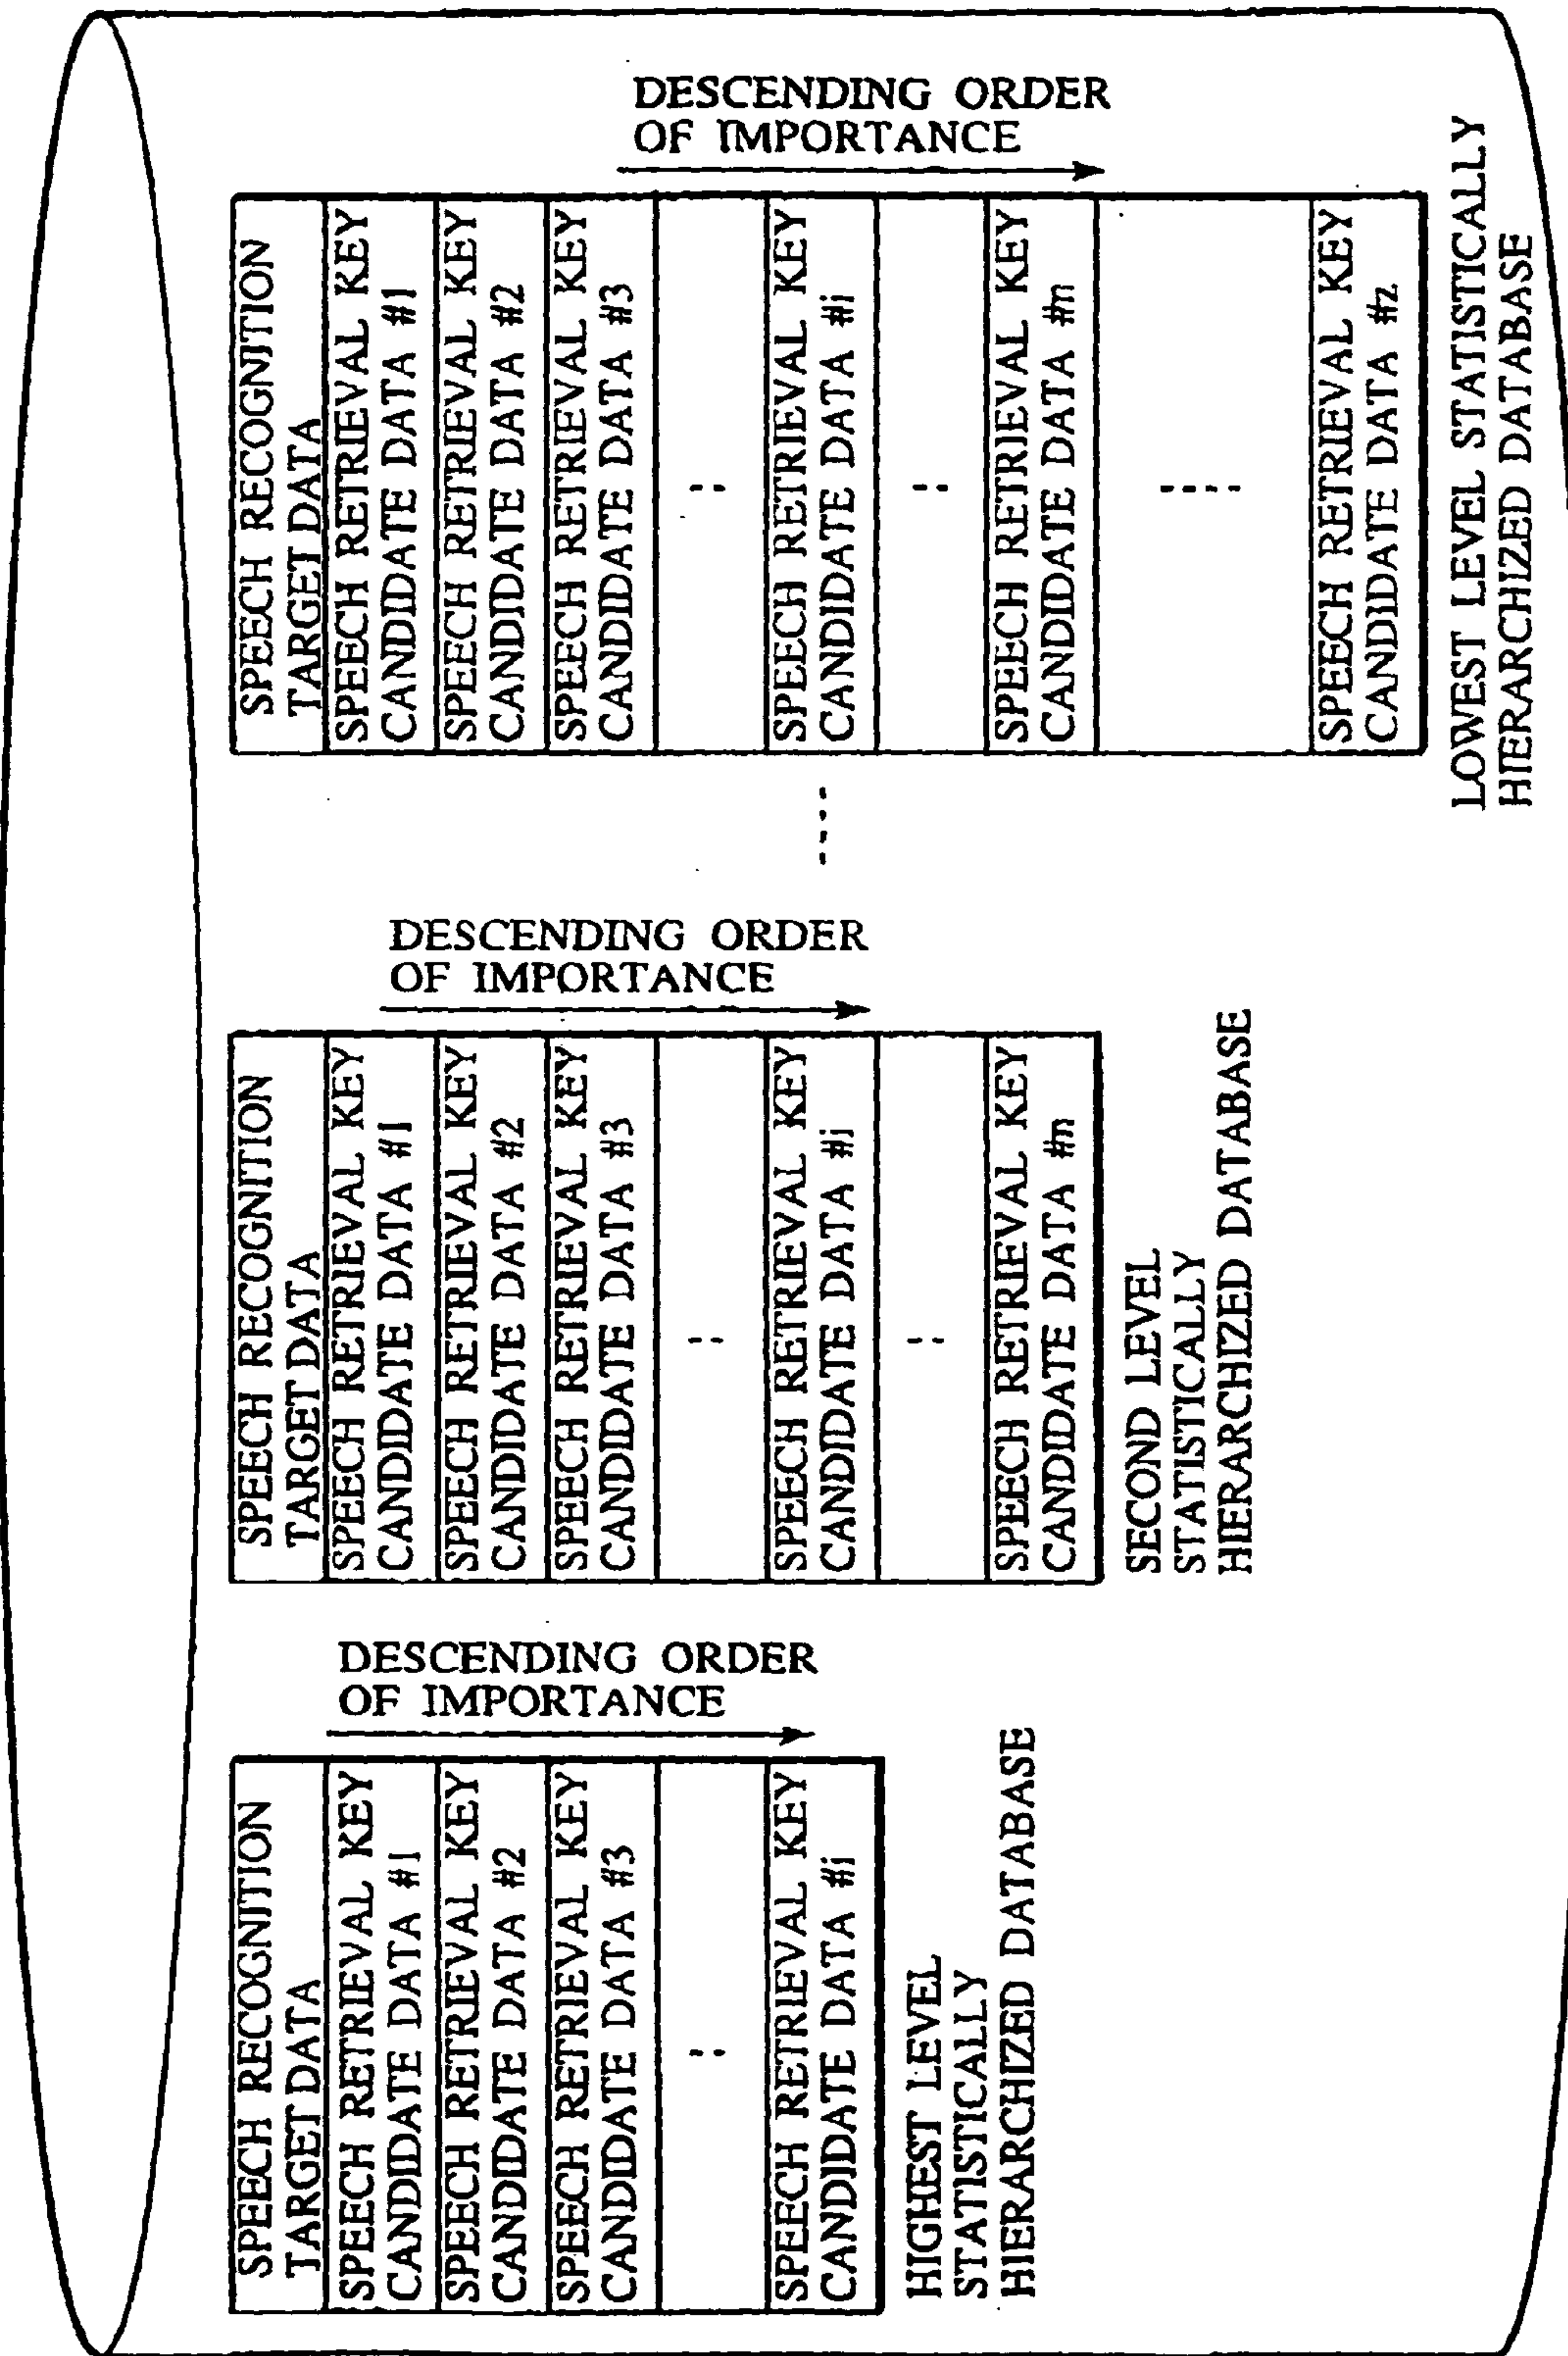 SPEECH RECOGNITION
TARGET DATA
SPEECH RETRIEVAL KEY
CANDIDATE DATA #1
SPEECH RETRIEVAL KEY
CANDIDATE DATA #2
SPEECH RETRIEVAL KEY
CANDIDATE DATA #3
SPEECH RETRIEVAL KEY
CANDIDATE DATA #i
DESCENDING ORDER
OF IMPORTANCE
HIGHEST LEVEL
STATISTICALLY
HIERARCHIZED DATABASE
SPEECH RECOGNITION
TARGET DATA
SPEECH RETRIEVAL KEY
CANDIDATE DATA #1
SPEECH RETRIEVAL KEY
CANDIDATE DATA #2
SPEECH RETRIEVAL KEY
CANDIDATE DATA #3
SPEECH RETRIEVAL KEY
CANDIDATE DATA #i
SPEECH RETRIEVAL KEY
CANDIDATE DATA #n
DESCENDING ORDER
OF IMPORTANCE
SECOND LEVEL
STATISTICALLY
HIERARCHIZED DATABASE
SPEECH RECOGNITION
TARGET DATA
SPEECH RETRIEVAL KEY
CANDIDATE DATA #1
SPEECH RETRIEVAL KEY
CANDIDATE DATA #2
SPEECH RETRIEVAL KEY
CANDIDATE DATA #3
SPEECH RETRIEVAL KEY
CANDIDATE DATA #i
SPEECH RETRIEVAL KEY
CANDIDATE DATA #m
SPEECH RETRIEVAL KEY
CANDIDATE DATA #z
DESCENDING ORDER
OF IMPORTANCE
LOWEST LEVEL STATISTICALLY
HIERARCHIZED DATABASE